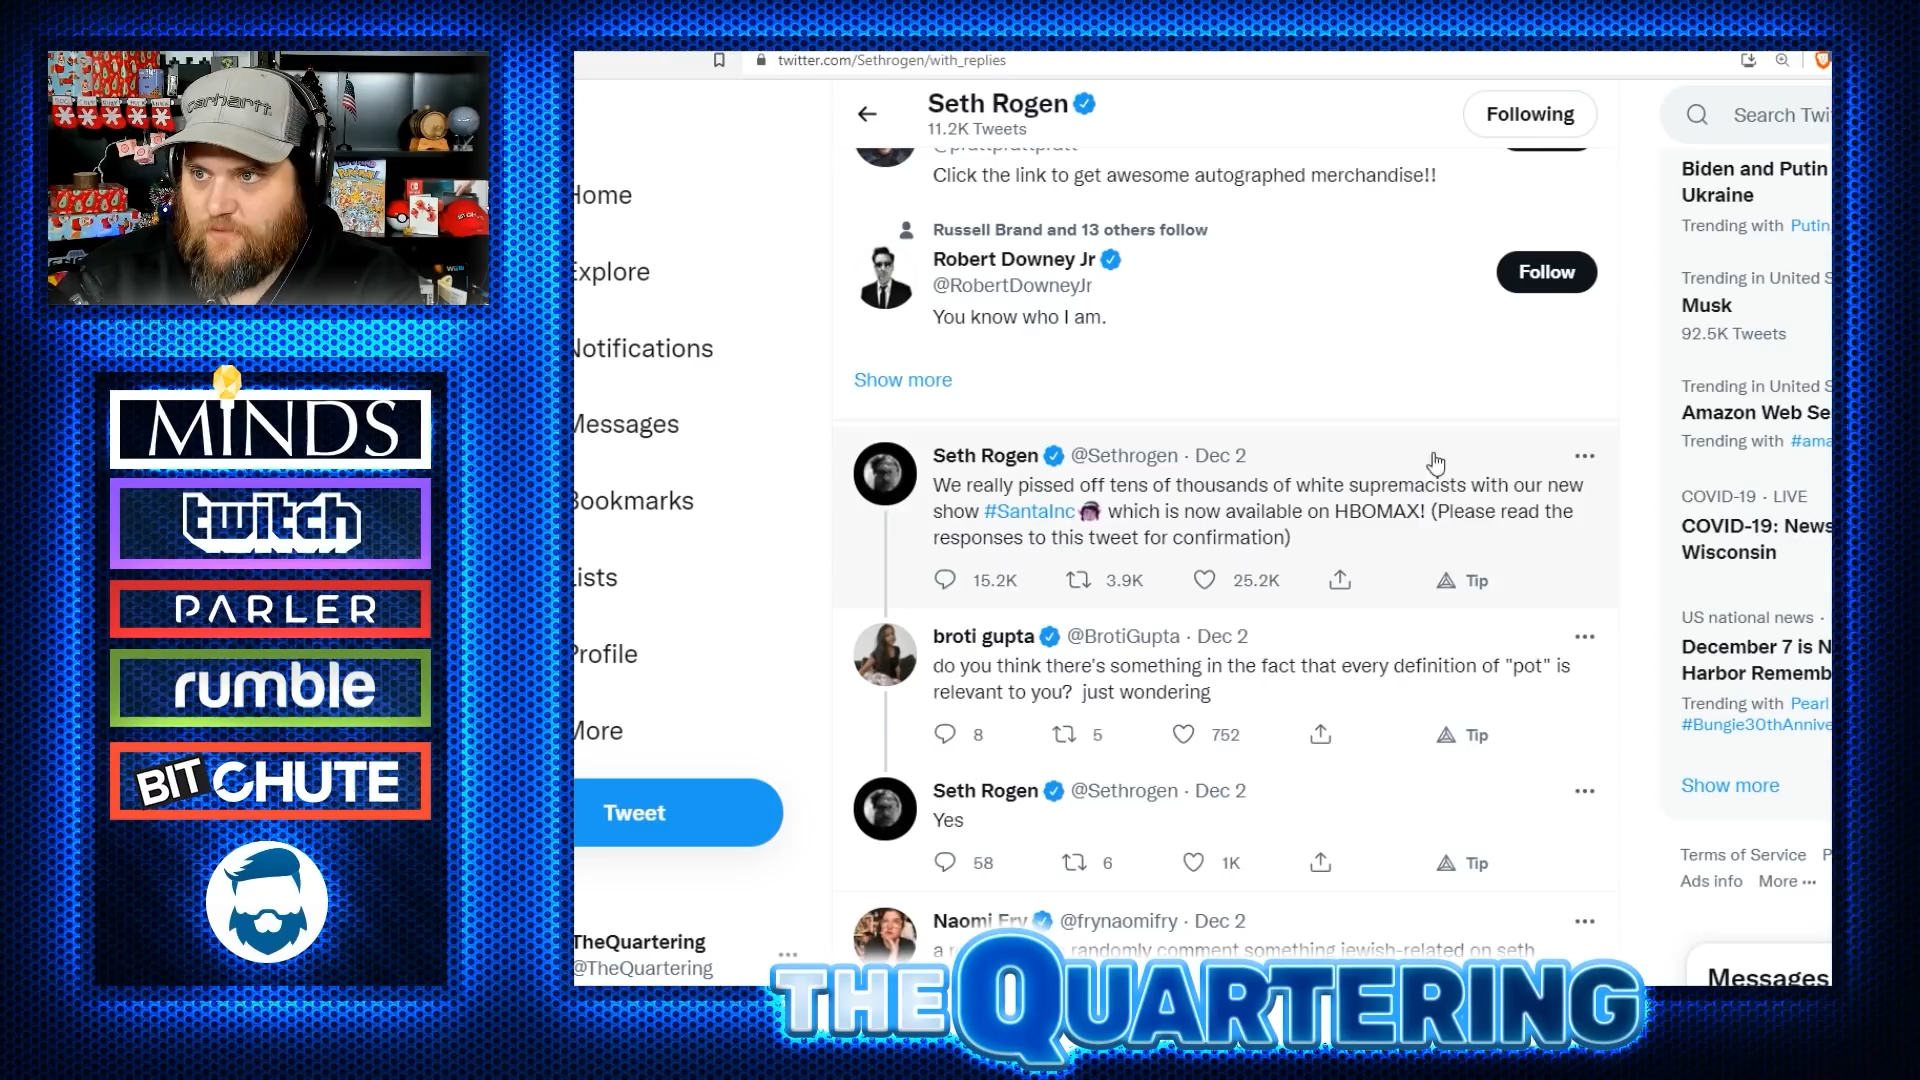 carhartt
MINDS
twitch
PARLER
rumble
BIT CHUTE
twitter.com/Sethrogen/with_replies
Home
Explore
Notifications
Messages
Bookmarks
Lists
Profile
More
Tweet
TheQuartering
@TheQuartering
Seth Rogen
11.2K Tweets
Following
@prattprattpratt
Click the link to get awesome autographed merchandise!!
Russell Brand and 13 others follow
Robert Downey Jr
@RobertDowneyJr
Follow
You know who I am.
Show more
Seth Rogen @Sethrogen · Dec 2
We really pissed off tens of thousands of white supremacists with our new
show #SantaInc which is now available on HBOMAX! (Please read the
responses to this tweet for confirmation)
15.2K 3.9K 25.2K Tip
broti gupta @BrotiGupta · Dec 2
do you think there's something in the fact that every definition of "pot" is
relevant to you? just wondering
8 5 752 Tip
Seth Rogen @Sethrogen · Dec 2
Yes
58 6 1K Tip
Naomi Fry @frynaomifry · Dec 2
randomly comment something jewish-related on seth
Search Twi
Biden and Putin
Ukraine
Trending with Putin
Trending in United S
Musk
92.5K Tweets
Trending in United S
Amazon Web Se
Trending with #ama
COVID-19 · LIVE
COVID-19: News
Wisconsin
US national news ·
December 7 is N
Harbor Rememb
Trending with Pearl
#Bungie30thAnnive
Show more
Terms of Service P
Ads info More ···
Messages
THE QUARTERING